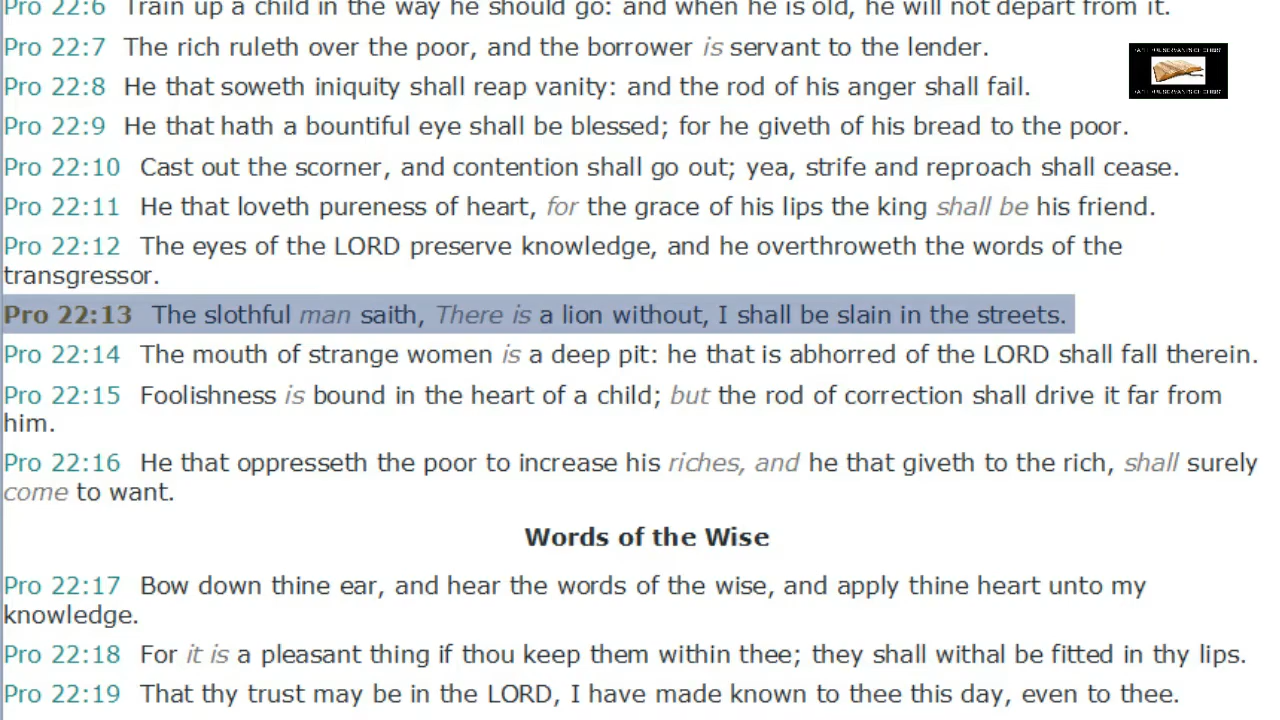 Pro 22:6 Train up a child in the way he should go: and when he is old, he will not depart from it.
Pro 22:7 The rich ruleth over the poor, and the borrower is servant to the lender.
Pro 22:8 He that soweth iniquity shall reap vanity: and the rod of his anger shall fail.
Pro 22:9 He that hath a bountiful eye shall be blessed; for he giveth of his bread to the poor.
Pro 22:10 Cast out the scorner, and contention shall go out; yea, strife and reproach shall cease.
Pro 22:11 He that loveth pureness of heart, for the grace of his lips the king shall be his friend.
Pro 22:12 The eyes of the LORD preserve knowledge, and he overthroweth the words of the
transgressor.
Pro 22:13 The slothful man saith, There is a lion without, I shall be slain in the streets.
Pro 22:14 The mouth of strange women is a deep pit: he that is abhorred of the LORD shall fall therein.
Pro 22:15 Foolishness is bound in the heart of a child; but the rod of correction shall drive it far from
him.
Pro 22:16 He that oppresseth the poor to increase his riches, and he that giveth to the rich, shall surely
come to want.
Words of the Wise
Pro 22:17 Bow down thine ear, and hear the words of the wise, and apply thine heart unto my
knowledge.
Pro 22:18 For it is a pleasant thing if thou keep them within thee; they shall withal be fitted in thy lips.
Pro 22:19 That thy trust may be in the LORD, I have made known to thee this day, even to thee.